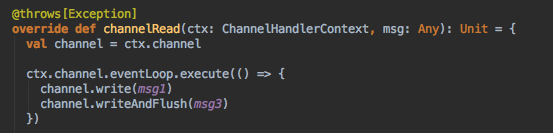 @throws[Exception]
override def channelRead(ctx: ChannelHandlerContext, msg: Any): Unit = {
  val channel = ctx.channel

  ctx.channel.eventLoop.execute(() => {
    channel.write(msg1)
    channel.writeAndFlush(msg3)
  })